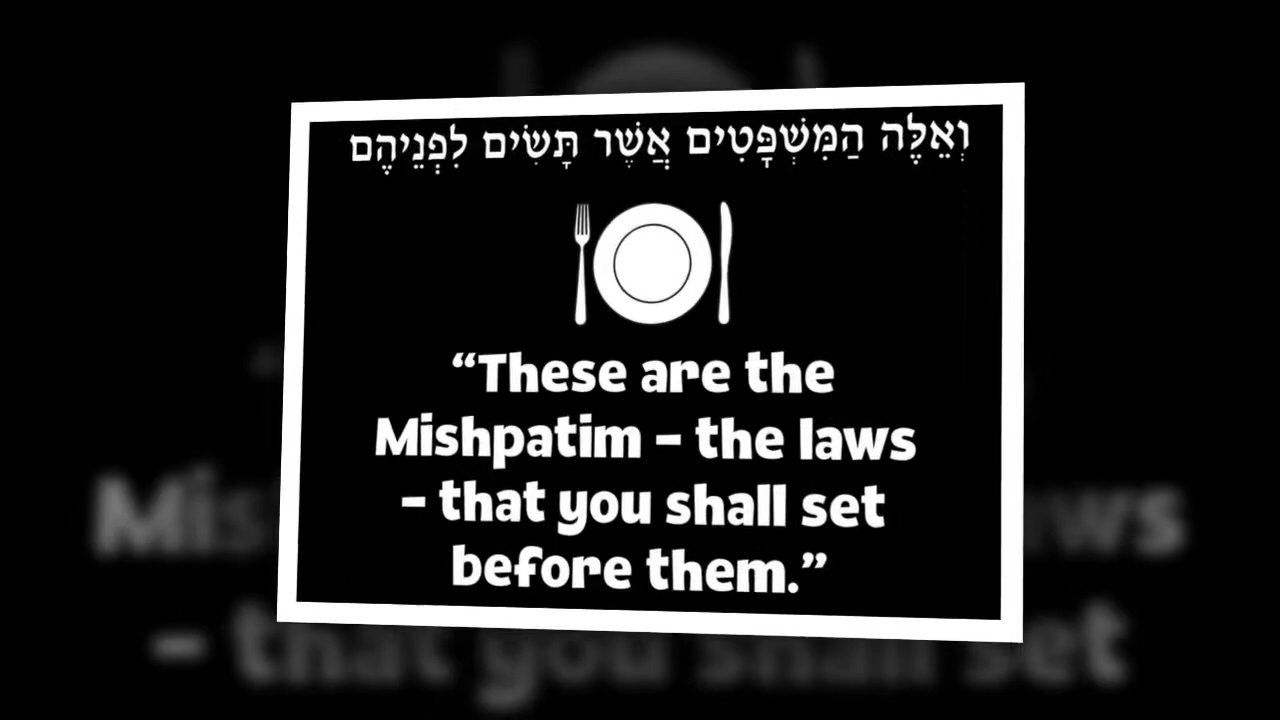 וְאֵלֶּה הַמִּשְׁפָּטִים אֲשֶׁר תָּשִׂים לִפְנֵיהֶם
“These are the
Mishpatim – the laws
– that you shall set
before them.”